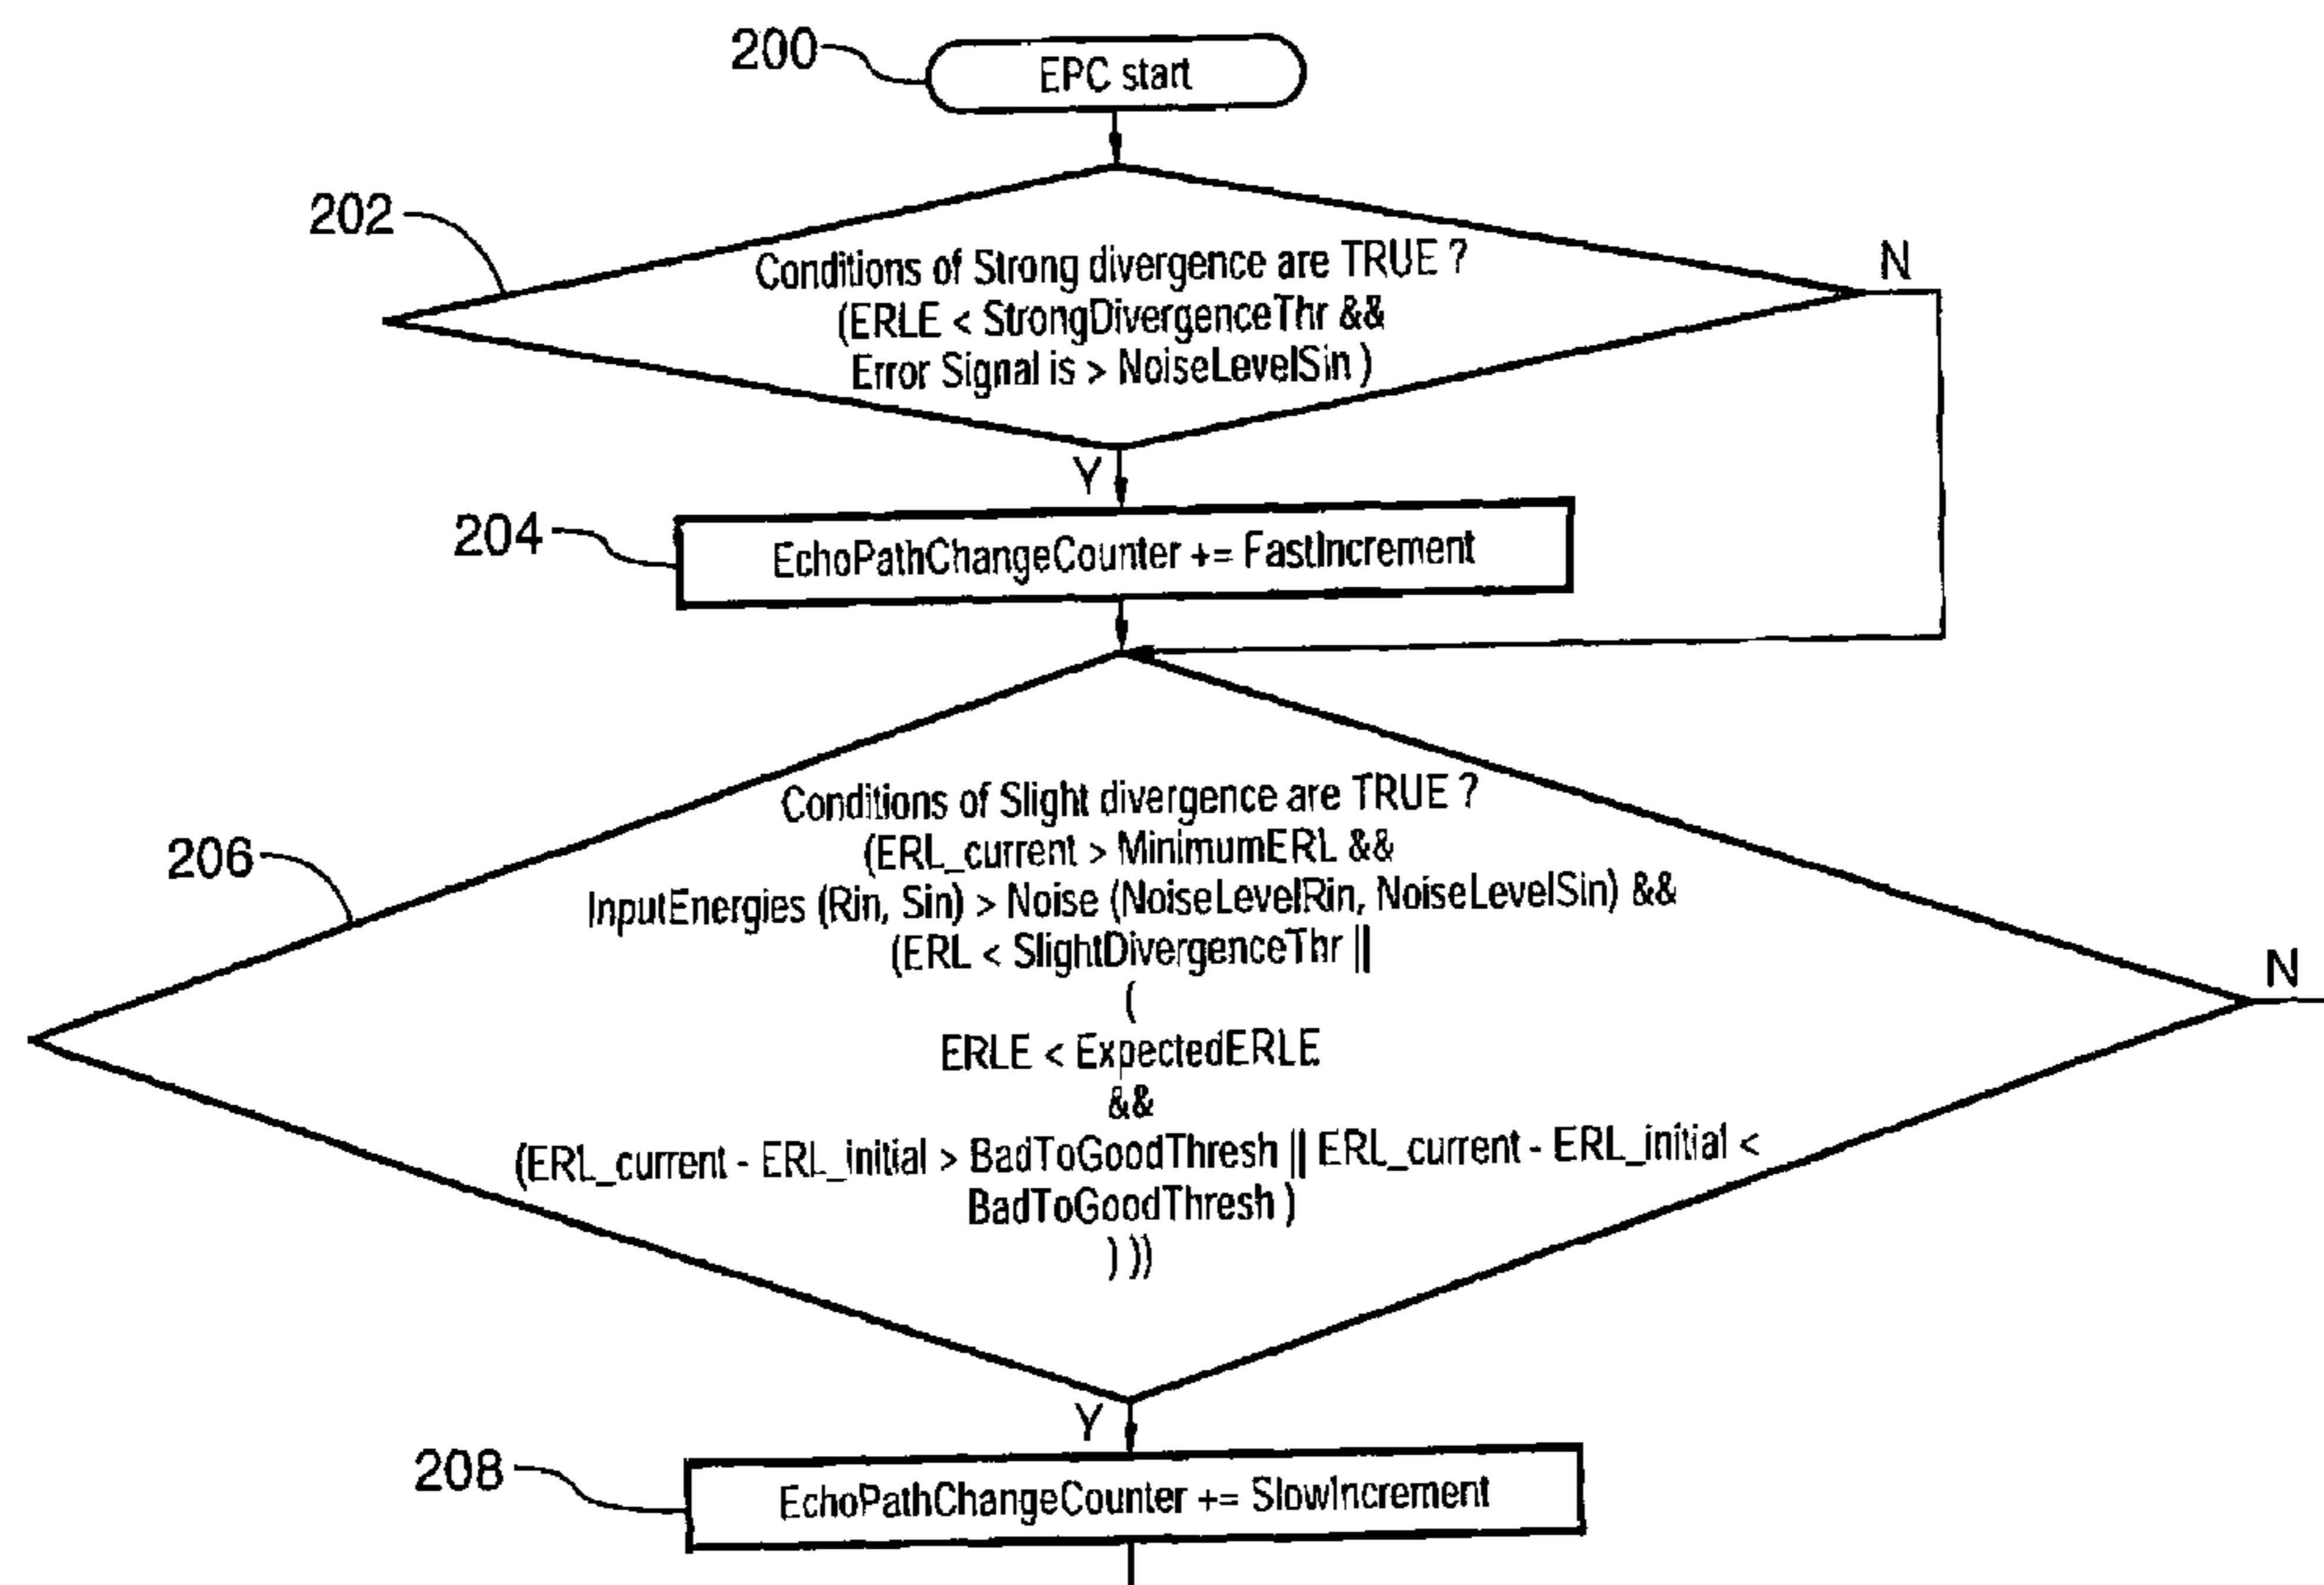 200
EPC start
202
Conditions of Strong divergence are TRUE ?
N
(ERLE < StrongDivergenceThr &&
Error Signal is > NoiseLevelSin )
Y
204
EchoPathChangeCounter += FastIncrement
Conditions of Slight divergence are TRUE ?
206
(ERL_current > MinimumERL &&
InputEnergies (Rin, Sin) > Noise (NoiseLevelRin, NoiseLevelSin) &&
(ERL < SlightDivergenceThr ||
N
(
ERLE < ExpectedERLE
&&
(ERL_current - ERL_initial > BadToGoodThresh || ERL_current - ERL_initial <
BadToGoodThresh )
) ))
Y
208
EchoPathChangeCounter += SlowIncrement